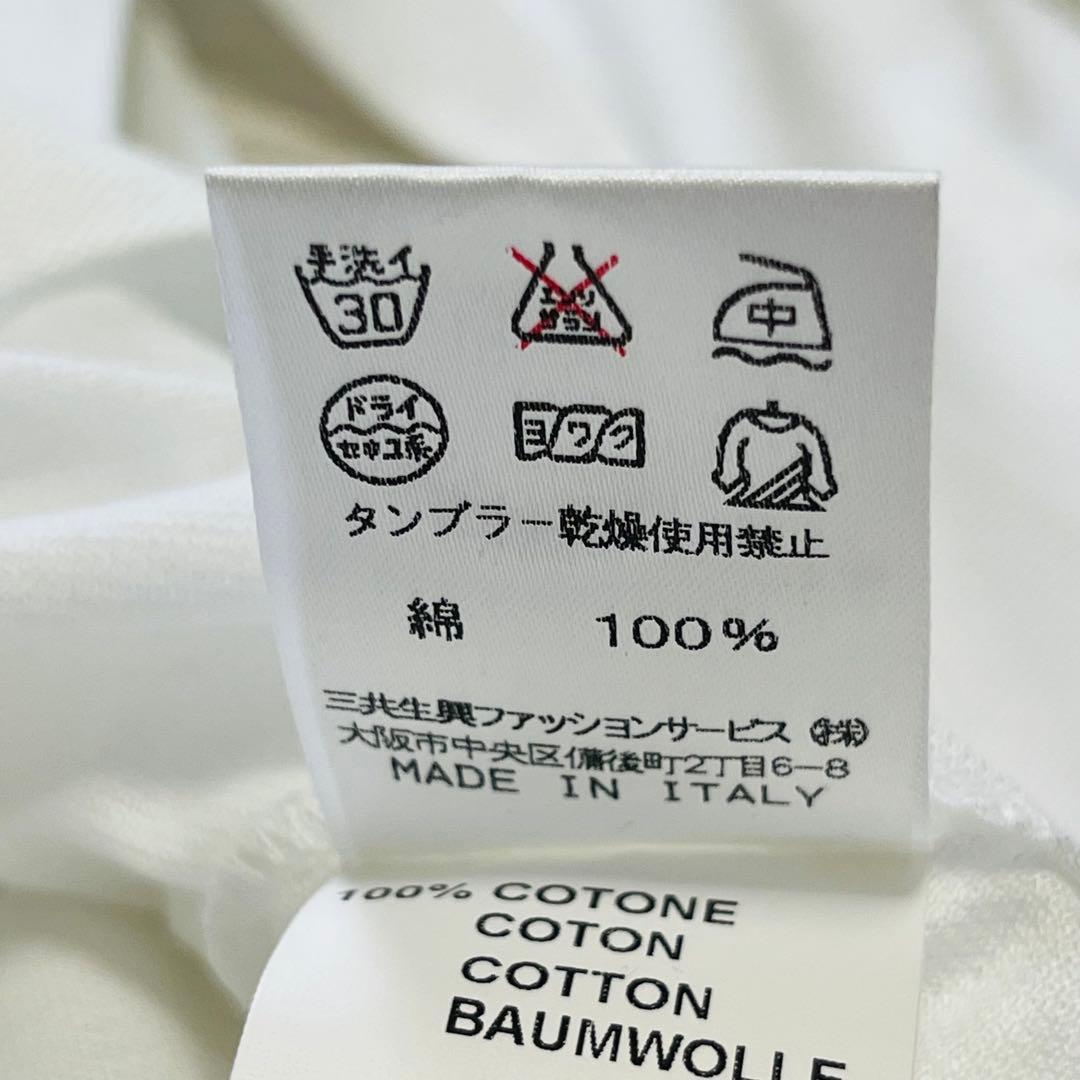 手洗イ
30
エンソ
サラシ
中
ドライ
セキユ系
ヨワク
タンブラー乾燥使用禁止
綿 100%
三共生興ファッションサービス ㈱
大阪市中央区備後町2丁目6-8
MADE IN ITALY
100% COTONE
COTON
COTTON
BAUMWOLLE